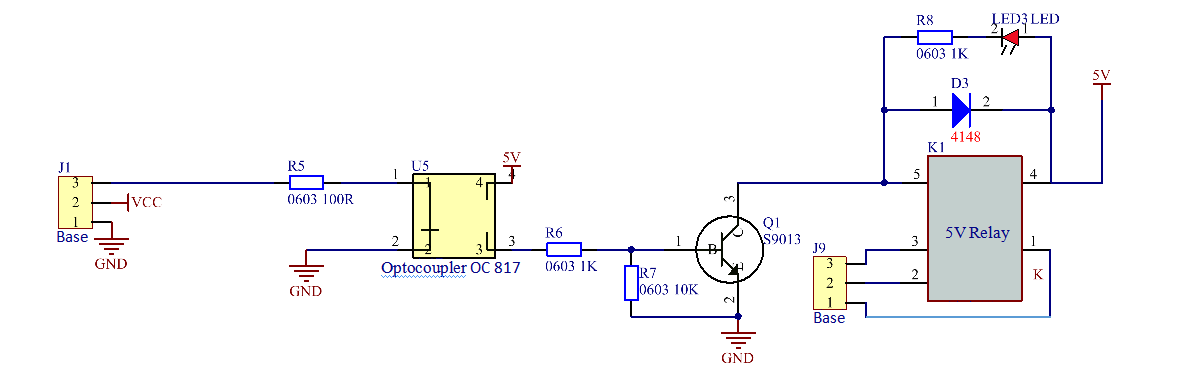 R8
LED3 LED
2
1
0603 1K
D3
1
2
4148
5V
K1
5
4
5V Relay
3
2
1
K
J9
3
2
1
Base
J1
3
2
1
VCC
Base
GND
R5
0603 100R
1
U5
1
4
2
3
2
5V
4
3
Optocoupler OC 817
GND
R6
0603 1K
R7
0603 10K
1
B
C
E
3
2
Q1
S9013
GND